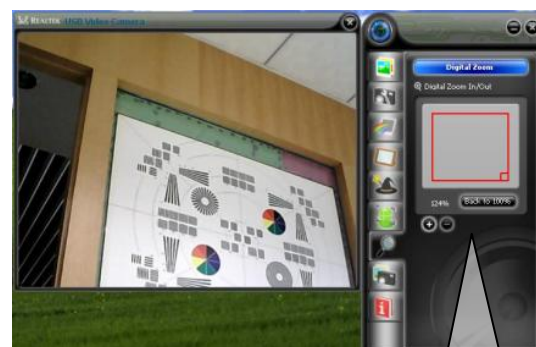 REALTEK USB Video Camera
Digital Zoom
Digital Zoom In/Out
124% Back To 100%